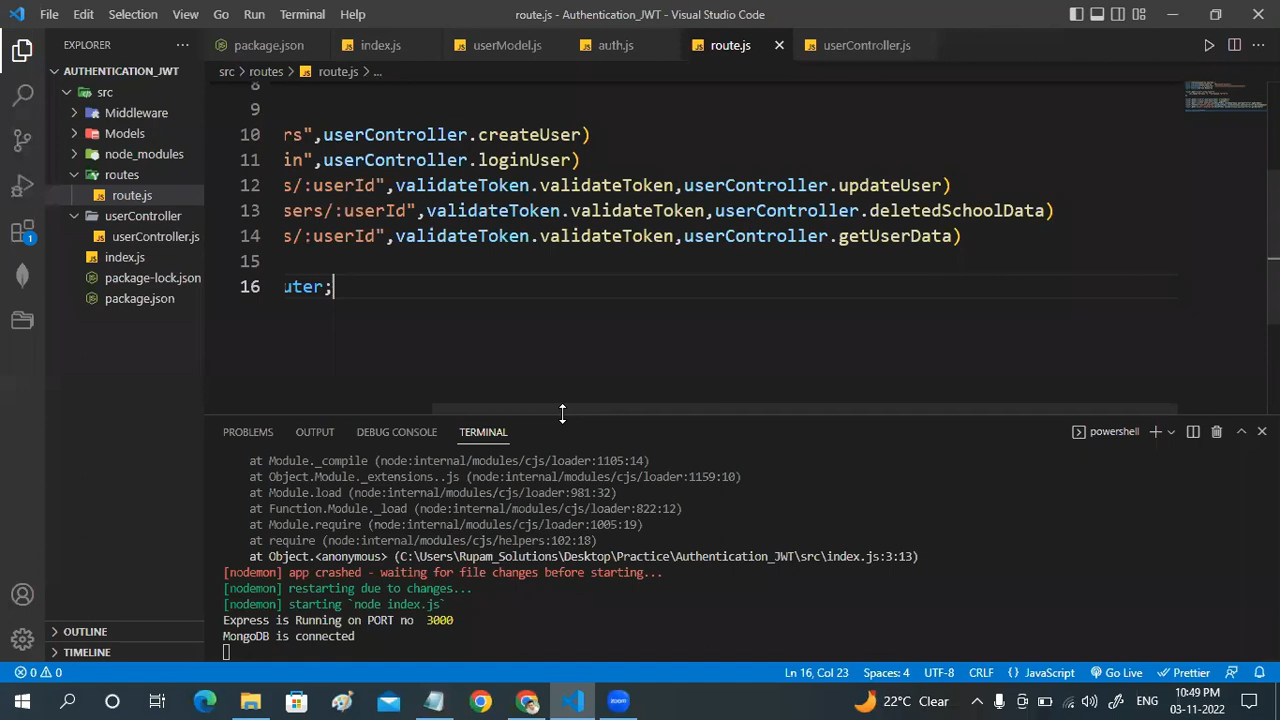 File Edit Selection View Go Run Terminal Help route.js - Authentication_JWT - Visual Studio Code
EXPLORER
package.json index.js userModel.js auth.js route.js userController.js
AUTHENTICATION_JWT
src > routes > route.js > ...
src
Middleware
Models
node_modules
routes
route.js
userController
userController.js
index.js
package-lock.json
package.json
OUTLINE
TIMELINE
8
9
10 rs",userController.createUser)
11 in",userController.loginUser)
12 s/:userId",validateToken.validateToken,userController.updateUser)
13 sers/:userId",validateToken.validateToken,userController.deletedSchoolData)
14 s/:userId",validateToken.validateToken,userController.getUserData)
15
16 uter;
PROBLEMS OUTPUT DEBUG CONSOLE TERMINAL powershell
at Module._compile (node:internal/modules/cjs/loader:1105:14)
at Object.Module._extensions..js (node:internal/modules/cjs/loader:1159:10)
at Module.load (node:internal/modules/cjs/loader:981:32)
at Function.Module._load (node:internal/modules/cjs/loader:822:12)
at Module.require (node:internal/modules/cjs/loader:1005:19)
at require (node:internal/modules/cjs/helpers:102:18)
at Object.<anonymous> (C:\Users\Rupam_Solutions\Desktop\Practice\Authentication_JWT\src\index.js:3:13)
[nodemon] app crashed - waiting for file changes before starting...
[nodemon] restarting due to changes...
[nodemon] starting `node index.js`
Express is Running on PORT no 3000
MongoDB is connected
0 0 Ln 16, Col 23 Spaces: 4 UTF-8 CRLF {} JavaScript Go Live Prettier
22°C Clear ENG 10:49 PM
03-11-2022
1